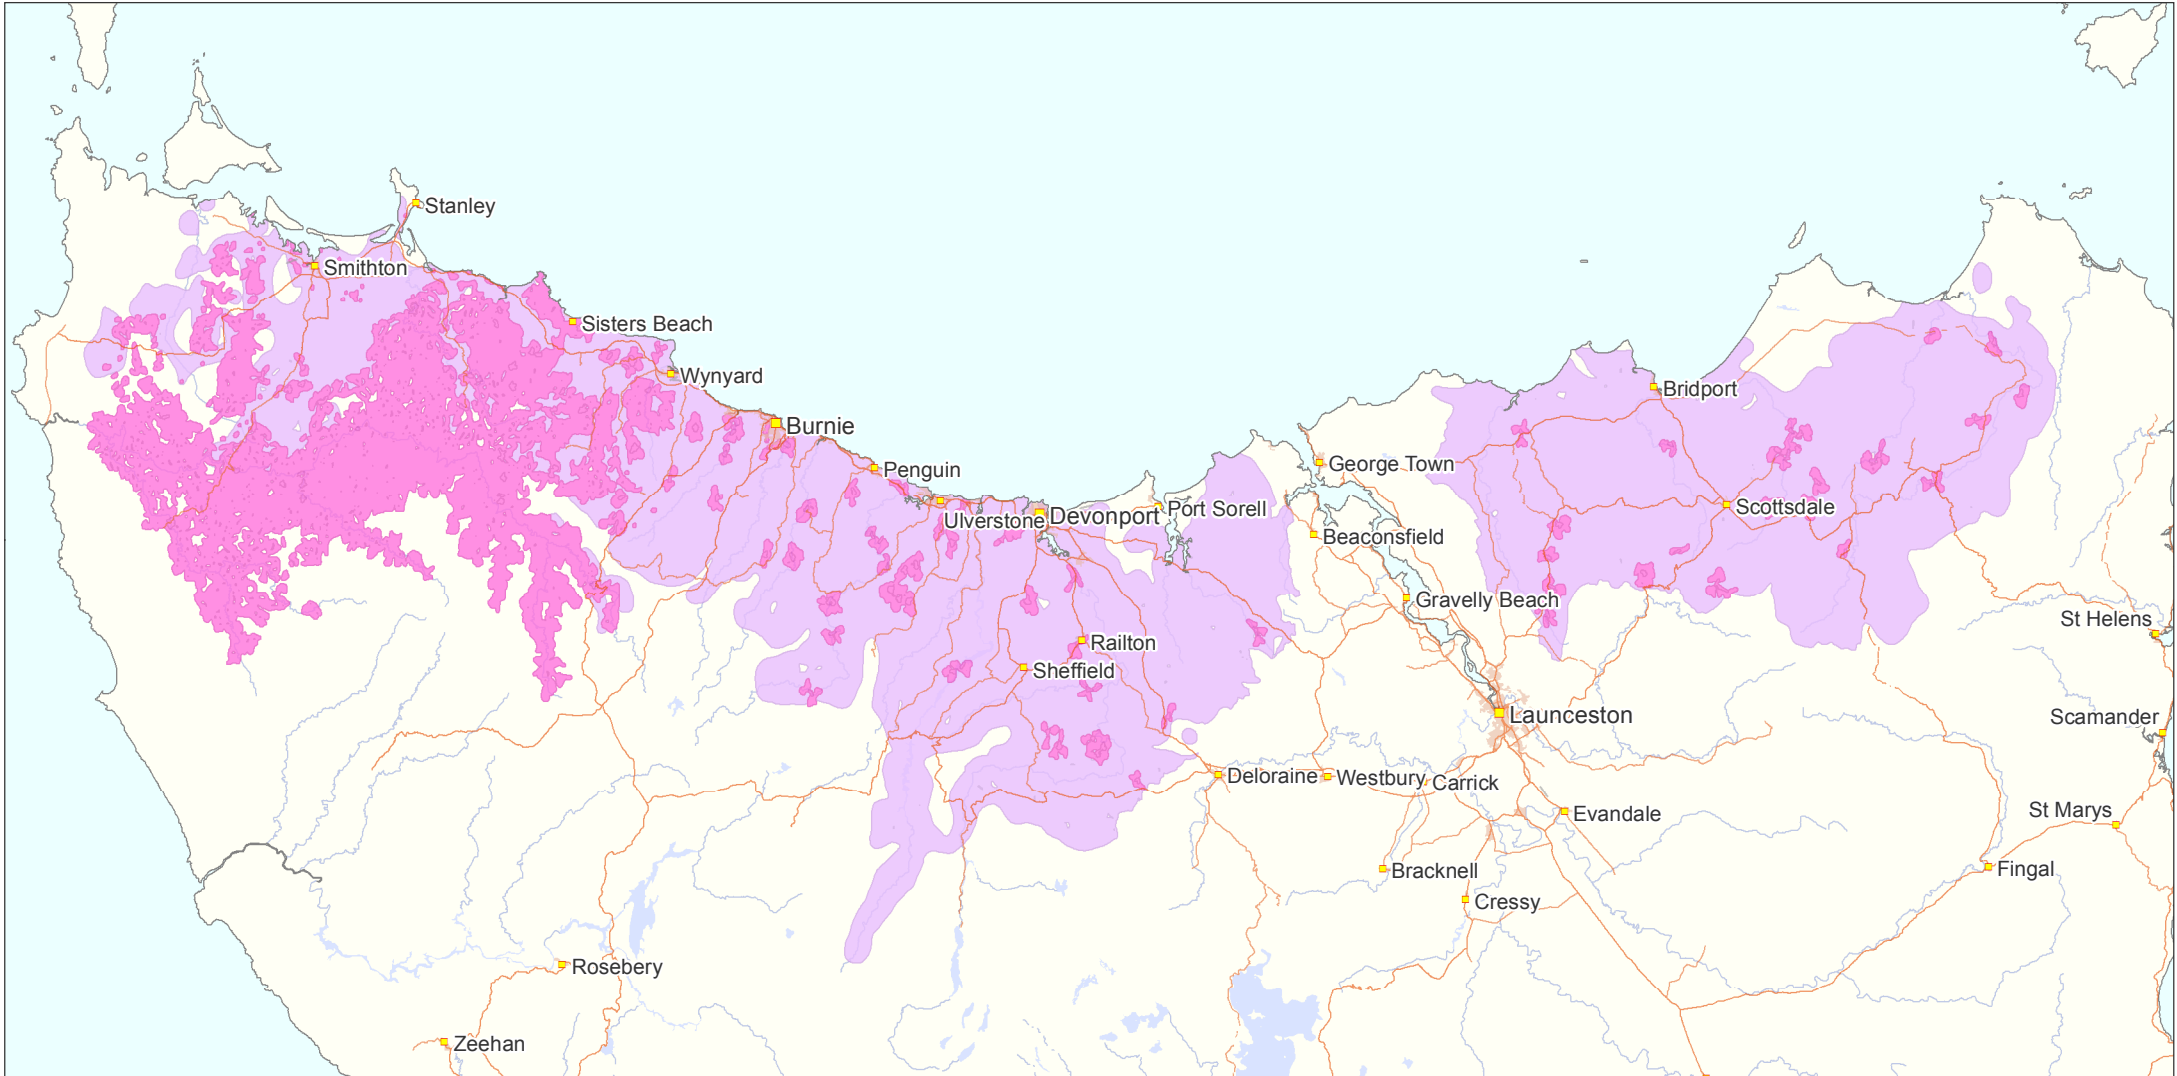 Stanley
Smithton
Sisters Beach
Wynyard
Bridport
Burnie
George Town
Penguin
Scottsdale
Port Sorell
Devonport
Ulverstone
Beaconsfield
Gravelly Beach
St Helens
Railton
Sheffield
Launceston
Scamander
Deloraine
Westbury
Carrick
St Marys
Evandale
Fingal
Bracknell
Cressy
Rosebery
Zeehan